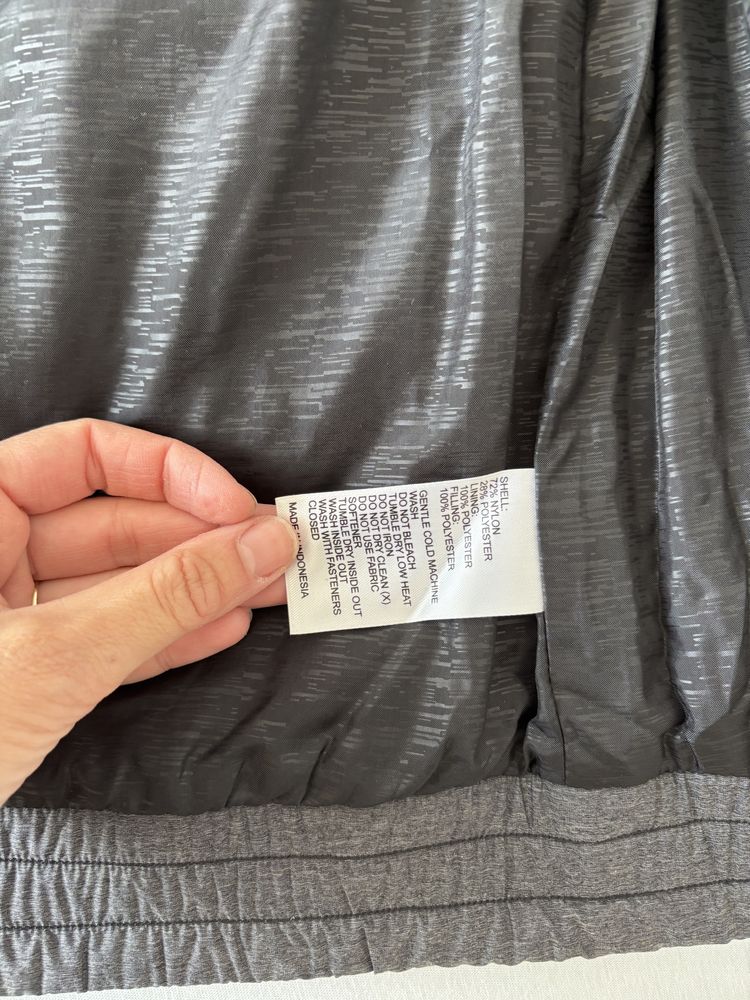 SHELL:
72% NYLON
28% POLYESTER
LINING:
100% POLYESTER
FILLING:
100% POLYESTER
GENTLE COLD MACHINE
WASH
DO NOT BLEACH
TUMBLE DRY LOW HEAT
DO NOT IRON
DO NOT DRY CLEAN (X)
DO NOT USE FABRIC
SOFTENER
TUMBLE DRY INSIDE OUT
WASH INSIDE OUT
WASH WITH FASTENERS
CLOSED
MADE IN INDONESIA